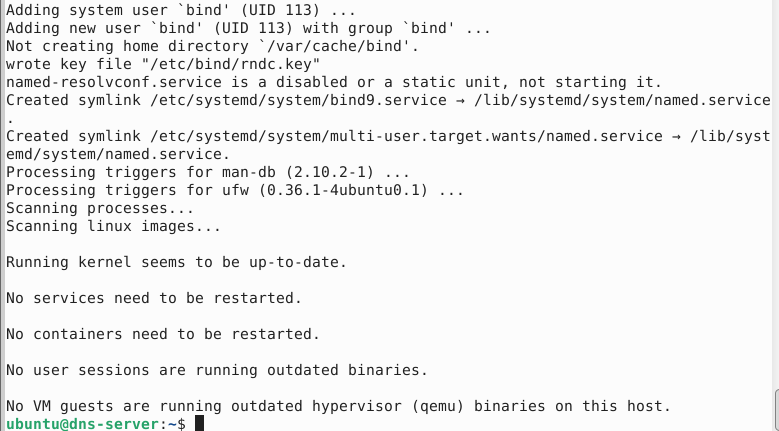 Adding system user `bind' (UID 113) ...
Adding new user `bind' (UID 113) with group `bind' ...
Not creating home directory `/var/cache/bind'.
wrote key file "/etc/bind/rndc.key"
named-resolvconf.service is a disabled or a static unit, not starting it.
Created symlink /etc/systemd/system/bind9.service → /lib/systemd/system/named.service
.
Created symlink /etc/systemd/system/multi-user.target.wants/named.service → /lib/syst
emd/system/named.service.
Processing triggers for man-db (2.10.2-1) ...
Processing triggers for ufw (0.36.1-4ubuntu0.1) ...
Scanning processes...
Scanning linux images...
Running kernel seems to be up-to-date.
No services need to be restarted.
No containers need to be restarted.
No user sessions are running outdated binaries.
No VM guests are running outdated hypervisor (qemu) binaries on this host.
ubuntu@dns-server:~$